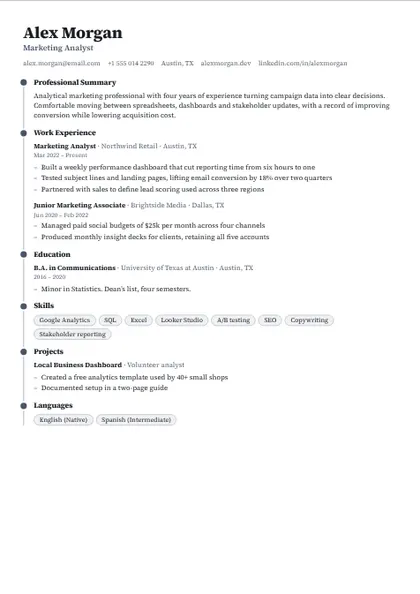 Alex Morgan
Marketing Analyst
alex.morgan@email.com +1 555 014 2290 Austin, TX alexmorgan.dev linkedin.com/in/alexmorgan
Professional Summary
Analytical marketing professional with four years of experience turning campaign data into clear decisions.
Comfortable moving between spreadsheets, dashboards and stakeholder updates, with a record of improving
conversion while lowering acquisition cost.
Work Experience
Marketing Analyst · Northwind Retail · Austin, TX
Mar 2022 – Present
– Built a weekly performance dashboard that cut reporting time from six hours to one
– Tested subject lines and landing pages, lifting email conversion by 18% over two quarters
– Partnered with sales to define lead scoring used across three regions
Junior Marketing Associate · Brightside Media · Dallas, TX
Jun 2020 – Feb 2022
– Managed paid social budgets of $25k per month across four channels
– Produced monthly insight decks for clients, retaining all five accounts
Education
B.A. in Communications · University of Texas at Austin · Austin, TX
2016 – 2020
– Minor in Statistics. Dean's list, four semesters.
Skills
Google Analytics SQL Excel Looker Studio A/B testing SEO Copywriting
Stakeholder reporting
Projects
Local Business Dashboard · Volunteer analyst
– Created a free analytics template used by 40+ small shops
– Documented setup in a two-page guide
Languages
English (Native) Spanish (Intermediate)